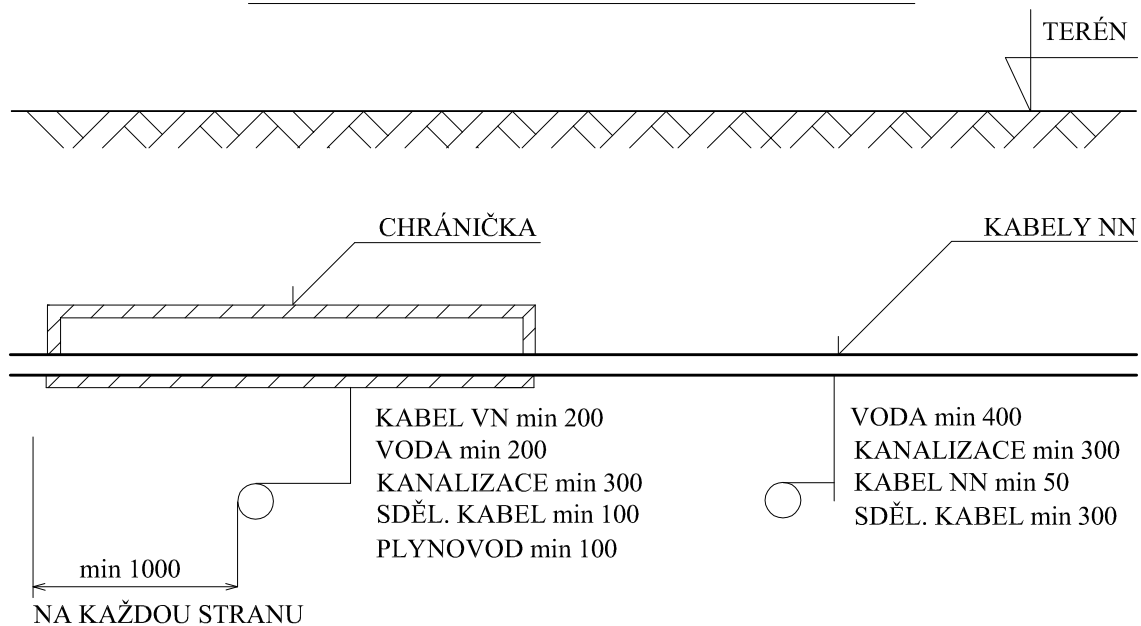 TERÉN
CHRÁNIČKA
KABELY NN
KABEL VN min 200
VODA min 200
KANALIZACE min 300
SDĚL. KABEL min 100
PLYNOVOD min 100
VODA min 400
KANALIZACE min 300
KABEL NN min 50
SDĚL. KABEL min 300
min 1000
NA KAŽDOU STRANU